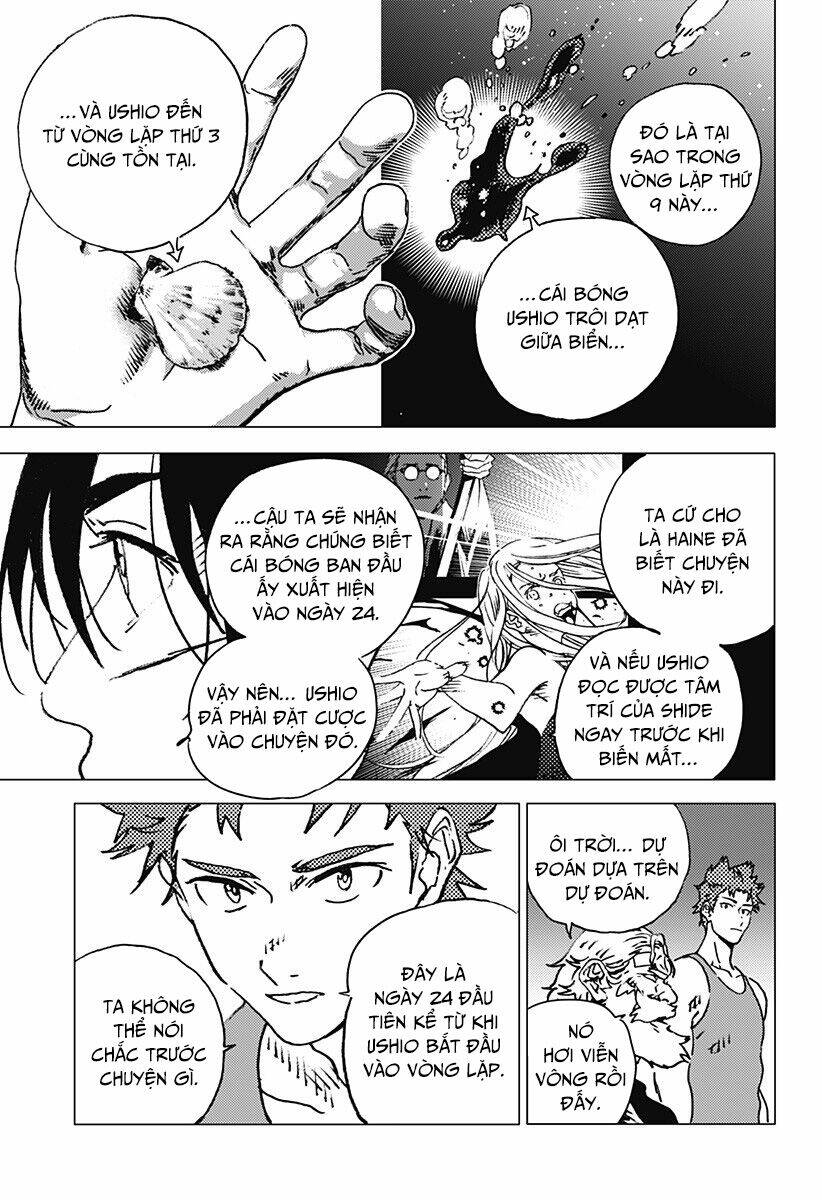 ĐÓ LÀ TẠI
SAO TRONG
VÒNG LẶP THỨ
9 NÀY...
...CÁI BÓNG
USHIO TRÔI DẠT
GIỮA BIỂN...
...VÀ USHIO ĐẾN
TỪ VÒNG LẶP THỨ 3
CÙNG TỒN TẠI.
TA CỨ CHO
LÀ HAINE ĐÃ
BIẾT CHUYỆN
NÀY ĐI.
VÀ NẾU USHIO
ĐỌC ĐƯỢC TÂM
TRÍ CỦA SHIDE
NGAY TRƯỚC KHI
BIẾN MẤT...
...CẬU TA SẼ NHẬN
RA RẰNG CHÚNG BIẾT
CÁI BÓNG BAN ĐẦU
ẤY XUẤT HIỆN
VÀO NGÀY 24.
VẬY NÊN... USHIO
ĐÃ PHẢI ĐẶT CƯỢC
VÀO CHUYỆN ĐÓ.
ÔI TRỜI... DỰ
ĐOÁN DỰA TRÊN
DỰ ĐOÁN.
NÓ
HƠI VIỄN
VÔNG RỒI
ĐẤY.
ĐÂY LÀ
NGÀY 24 ĐẦU
TIÊN KỂ TỪ KHI
USHIO BẮT ĐẦU
VÀO VÒNG LẶP.
TA KHÔNG
THỂ NÓI
CHẮC TRƯỚC
CHUYỆN GÌ.